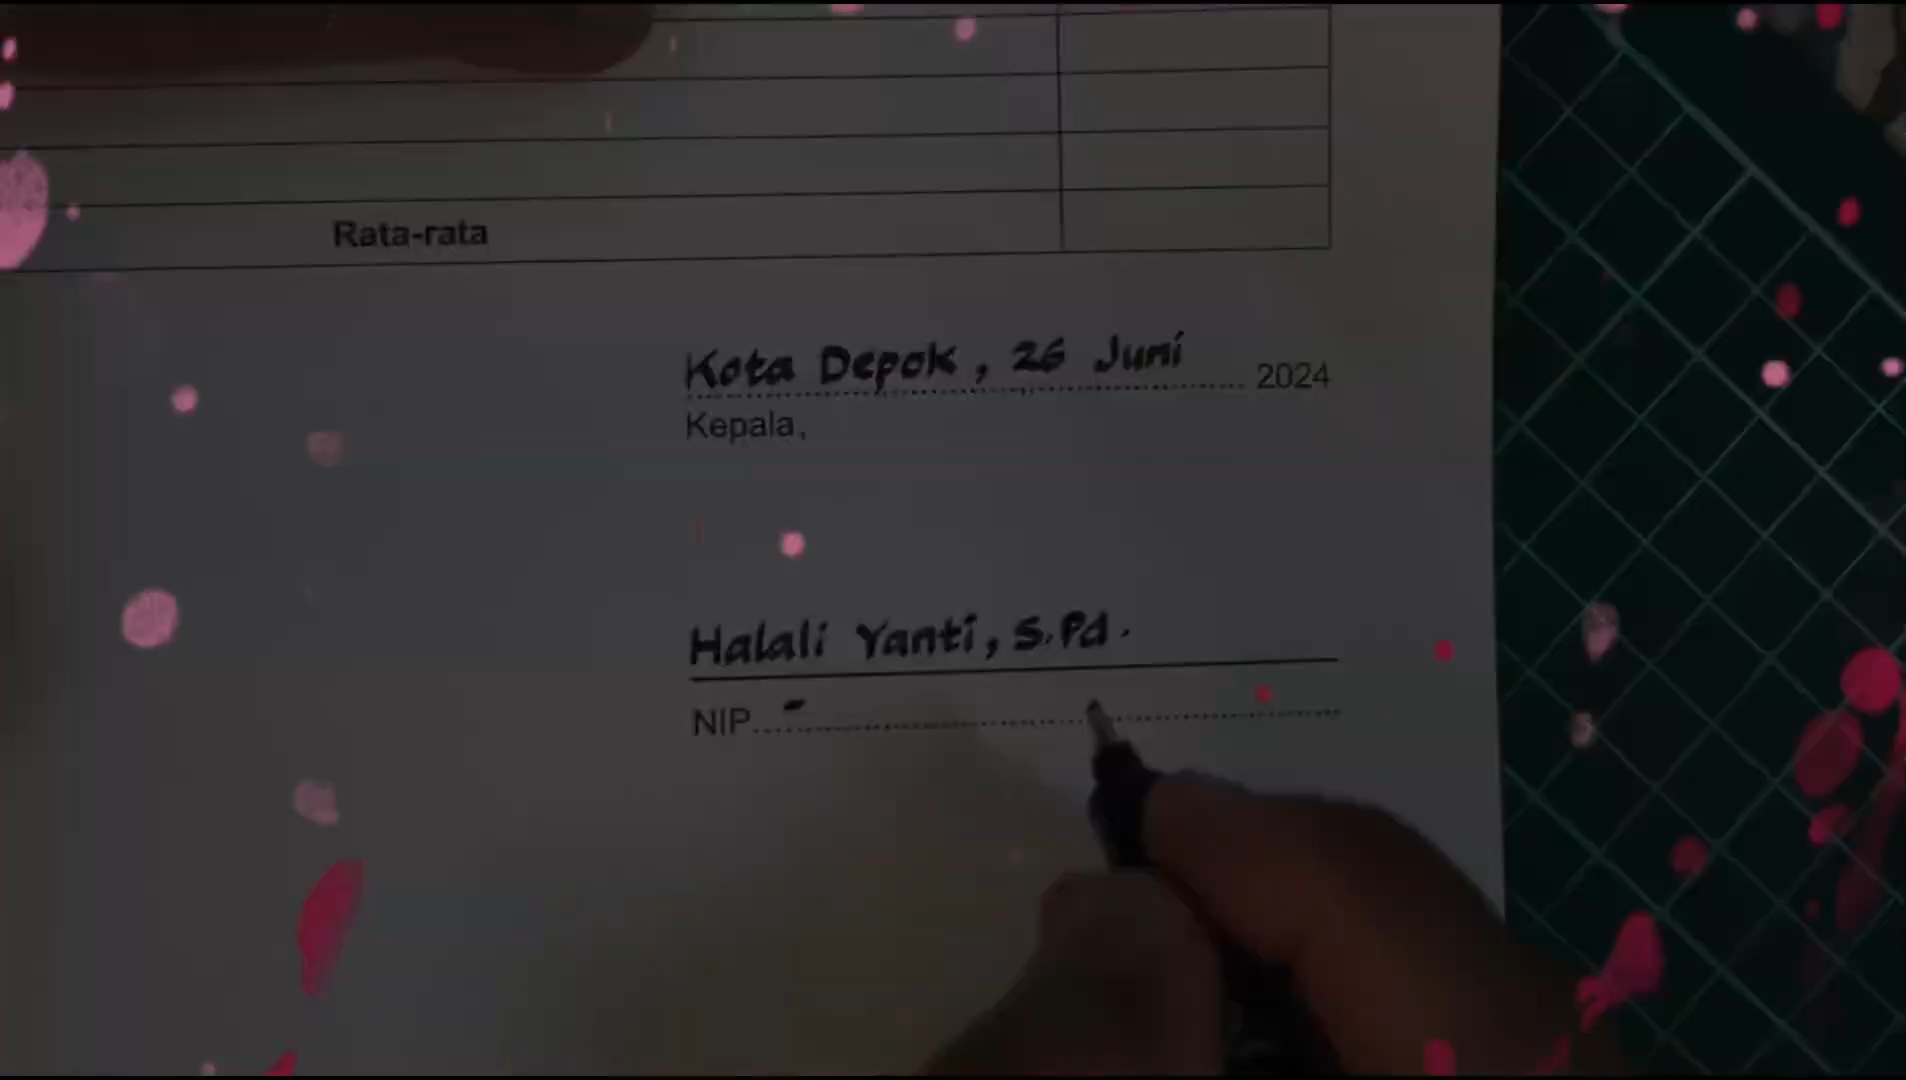 Rata-rata
Kota Depok, 26 Juni 2024
Kepala,
Halali Yanti, S.Pd.
NIP. -